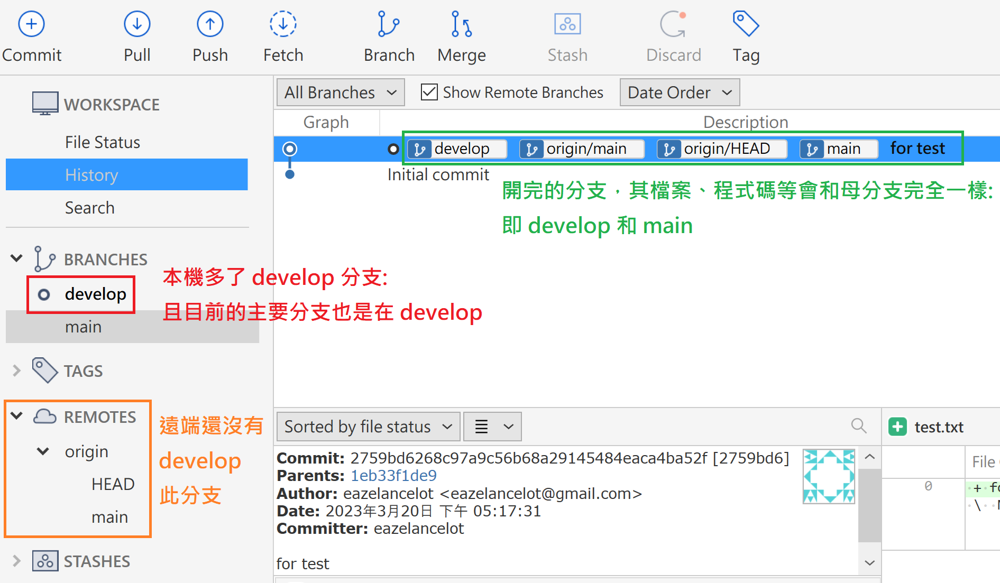 Commit
Pull
Push
Fetch
Branch
Merge
Stash
Discard
Tag
WORKSPACE
File Status
History
Search
BRANCHES
develop
main
本機多了 develop 分支:
且目前的主要分支也是在 develop
TAGS
REMOTES
origin
HEAD
main
遠端還沒有
develop
此分支
STASHES
All Branches
Show Remote Branches
Date Order
Graph
Description
develop origin/main origin/HEAD main for test
Initial commit
開完的分支，其檔案、程式碼等會和母分支完全一樣:
即 develop 和 main
Sorted by file status
Commit: 2759bd6268c97a9c56b68a29145484eaca4ba52f [2759bd6]
Parents: 1eb33f1de9
Author: eazelancelot <eazelancelot@gmail.com>
Date: 2023年3月20日 下午 05:17:31
Committer: eazelancelot
for test
test.txt
File
0
+
\